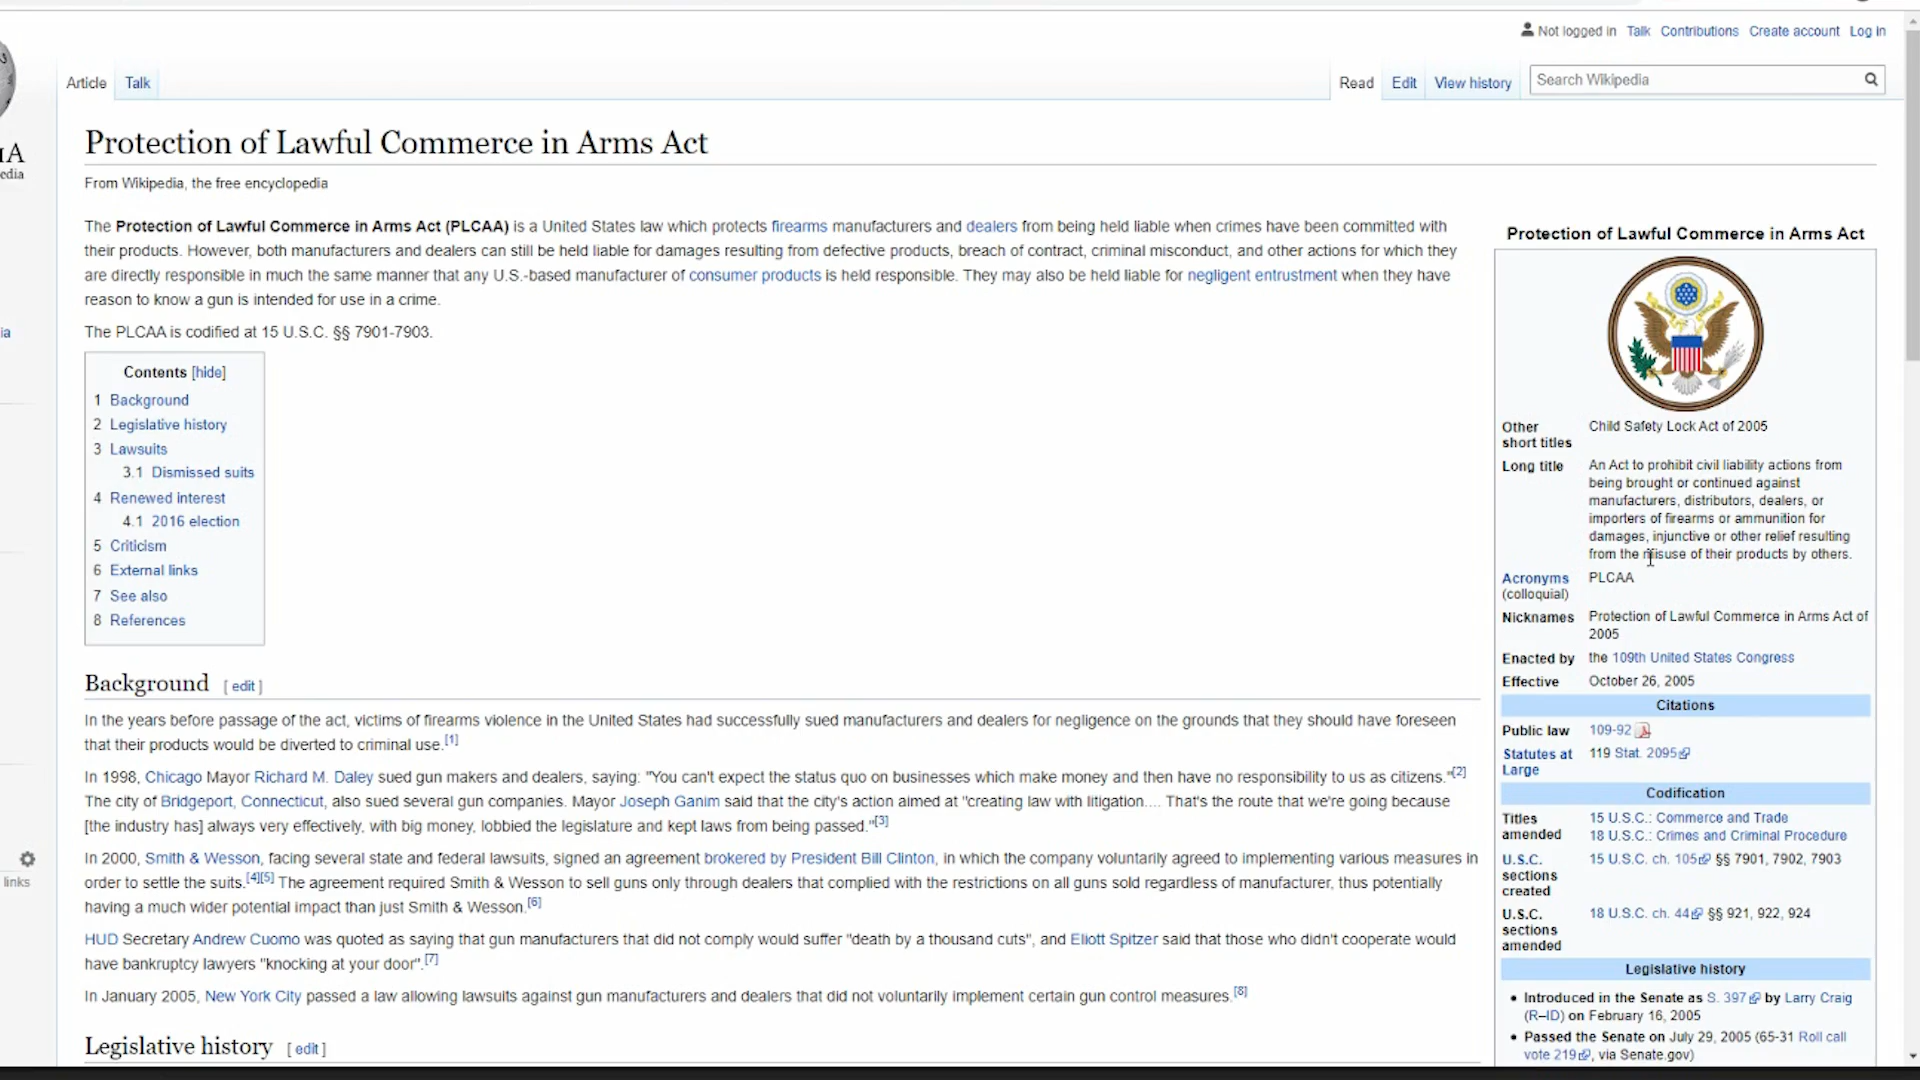 Not logged in Talk Contributions Create account Log in
Article Talk Read Edit View history Search Wikipedia
edia
Protection of Lawful Commerce in Arms Act
From Wikipedia, the free encyclopedia
The Protection of Lawful Commerce in Arms Act (PLCAA) is a United States law which protects firearms manufacturers and dealers from being held liable when crimes have been committed with
their products. However, both manufacturers and dealers can still be held liable for damages resulting from defective products, breach of contract, criminal misconduct, and other actions for which they
are directly responsible in much the same manner that any U.S.-based manufacturer of consumer products is held responsible. They may also be held liable for negligent entrustment when they have
reason to know a gun is intended for use in a crime.
The PLCAA is codified at 15 U.S.C. §§ 7901-7903.
ia
Contents [hide]
1 Background
2 Legislative history
3 Lawsuits
3.1 Dismissed suits
4 Renewed interest
4.1 2016 election
5 Criticism
6 External links
7 See also
8 References
Background [ edit ]
In the years before passage of the act, victims of firearms violence in the United States had successfully sued manufacturers and dealers for negligence on the grounds that they should have foreseen
that their products would be diverted to criminal use.[1]
In 1998, Chicago Mayor Richard M. Daley sued gun makers and dealers, saying: "You can't expect the status quo on businesses which make money and then have no responsibility to us as citizens."[2]
The city of Bridgeport, Connecticut, also sued several gun companies. Mayor Joseph Ganim said that the city's action aimed at "creating law with litigation.... That's the route that we're going because
[the industry has] always very effectively, with big money, lobbied the legislature and kept laws from being passed."[3]
In 2000, Smith & Wesson, facing several state and federal lawsuits, signed an agreement brokered by President Bill Clinton, in which the company voluntarily agreed to implementing various measures in
order to settle the suits.[4][5] The agreement required Smith & Wesson to sell guns only through dealers that complied with the restrictions on all guns sold regardless of manufacturer, thus potentially
having a much wider potential impact than just Smith & Wesson.[6]
links
HUD Secretary Andrew Cuomo was quoted as saying that gun manufacturers that did not comply would suffer "death by a thousand cuts", and Eliott Spitzer said that those who didn't cooperate would
have bankruptcy lawyers "knocking at your door".[7]
In January 2005, New York City passed a law allowing lawsuits against gun manufacturers and dealers that did not voluntarily implement certain gun control measures.[8]
Legislative history [ edit ]
Protection of Lawful Commerce in Arms Act
Other short titles Child Safety Lock Act of 2005
Long title An Act to prohibit civil liability actions from
being brought or continued against
manufacturers, distributors, dealers, or
importers of firearms or ammunition for
damages, injunctive or other relief resulting
from the misuse of their products by others.
Acronyms (colloquial) PLCAA
Nicknames Protection of Lawful Commerce in Arms Act of
2005
Enacted by the 109th United States Congress
Effective October 26, 2005
Citations
Public law 109-92
Statutes at Large 119 Stat. 2095
Codification
Titles amended 15 U.S.C.: Commerce and Trade
18 U.S.C.: Crimes and Criminal Procedure
U.S.C. sections created 15 U.S.C. ch. 105 §§ 7901, 7902, 7903
U.S.C. sections amended 18 U.S.C. ch. 44 §§ 921, 922, 924
Legislative history
• Introduced in the Senate as S. 397 by Larry Craig
(R–ID) on February 16, 2005
• Passed the Senate on July 29, 2005 (65-31 Roll call
vote 219, via Senate.gov)